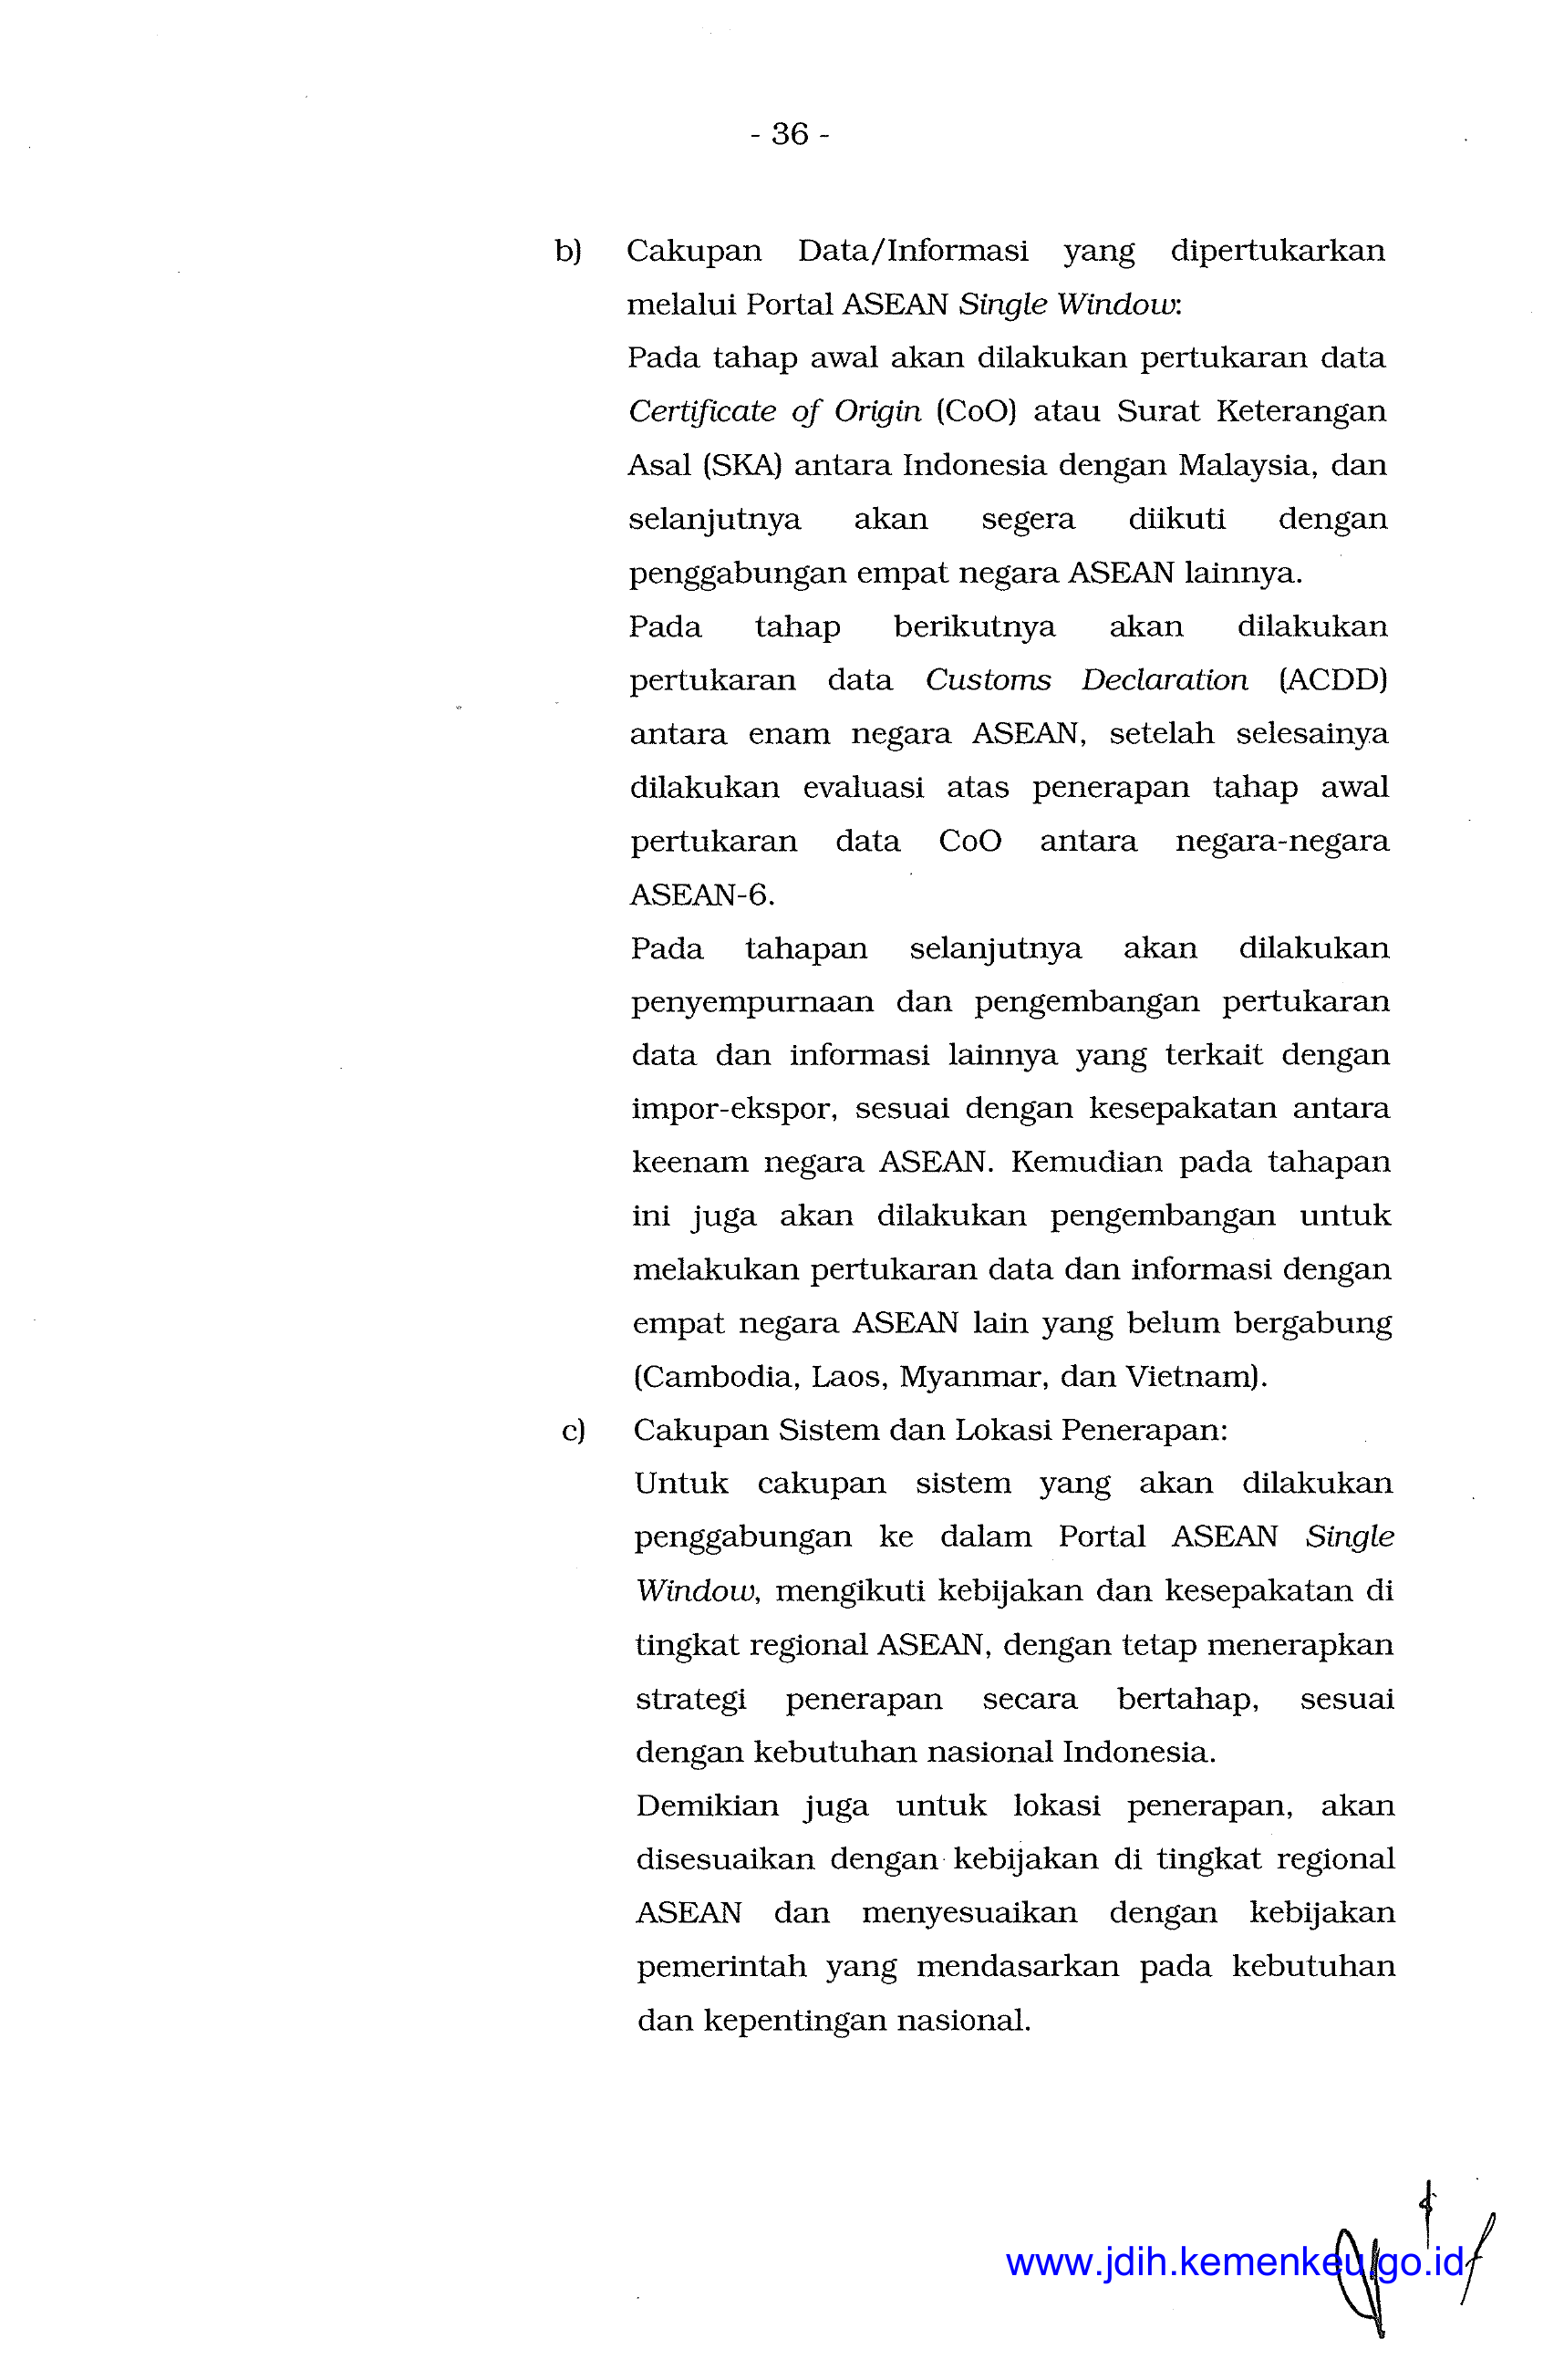 - 36 -
b) Cakupan Data/Informasi yang dipertukarkan
melalui Portal ASEAN Single Window:
Pada tahap awal akan dilakukan pertukaran data
Certificate of Origin (CoO) atau Surat Keterangan
Asal (SKA) antara Indonesia dengan Malaysia, dan
selanjutnya akan segera diikuti dengan
penggabungan empat negara ASEAN lainnya.
Pada tahap berikutnya akan dilakukan
pertukaran data Customs Declaration (ACDD)
antara enam negara ASEAN, setelah selesainya
dilakukan evaluasi atas penerapan tahap awal
pertukaran data CoO antara negara-negara
ASEAN-6.
Pada tahapan selanjutnya akan dilakukan
penyempurnaan dan pengembangan pertukaran
data dan informasi lainnya yang terkait dengan
impor-ekspor, sesuai dengan kesepakatan antara
keenam negara ASEAN. Kemudian pada tahapan
ini juga akan dilakukan pengembangan untuk
melakukan pertukaran data dan informasi dengan
empat negara ASEAN lain yang belum bergabung
(Cambodia, Laos, Myanmar, dan Vietnam).
c) Cakupan Sistem dan Lokasi Penerapan:
Untuk cakupan sistem yang akan dilakukan
penggabungan ke dalam Portal ASEAN Single
Window, mengikuti kebijakan dan kesepakatan di
tingkat regional ASEAN, dengan tetap menerapkan
strategi penerapan secara bertahap, sesuai
dengan kebutuhan nasional Indonesia.
Demikian juga untuk lokasi penerapan, akan
disesuaikan dengan kebijakan di tingkat regional
ASEAN dan menyesuaikan dengan kebijakan
pemerintah yang mendasarkan pada kebutuhan
dan kepentingan nasional.
www.jdih.kemenkeu.go.id